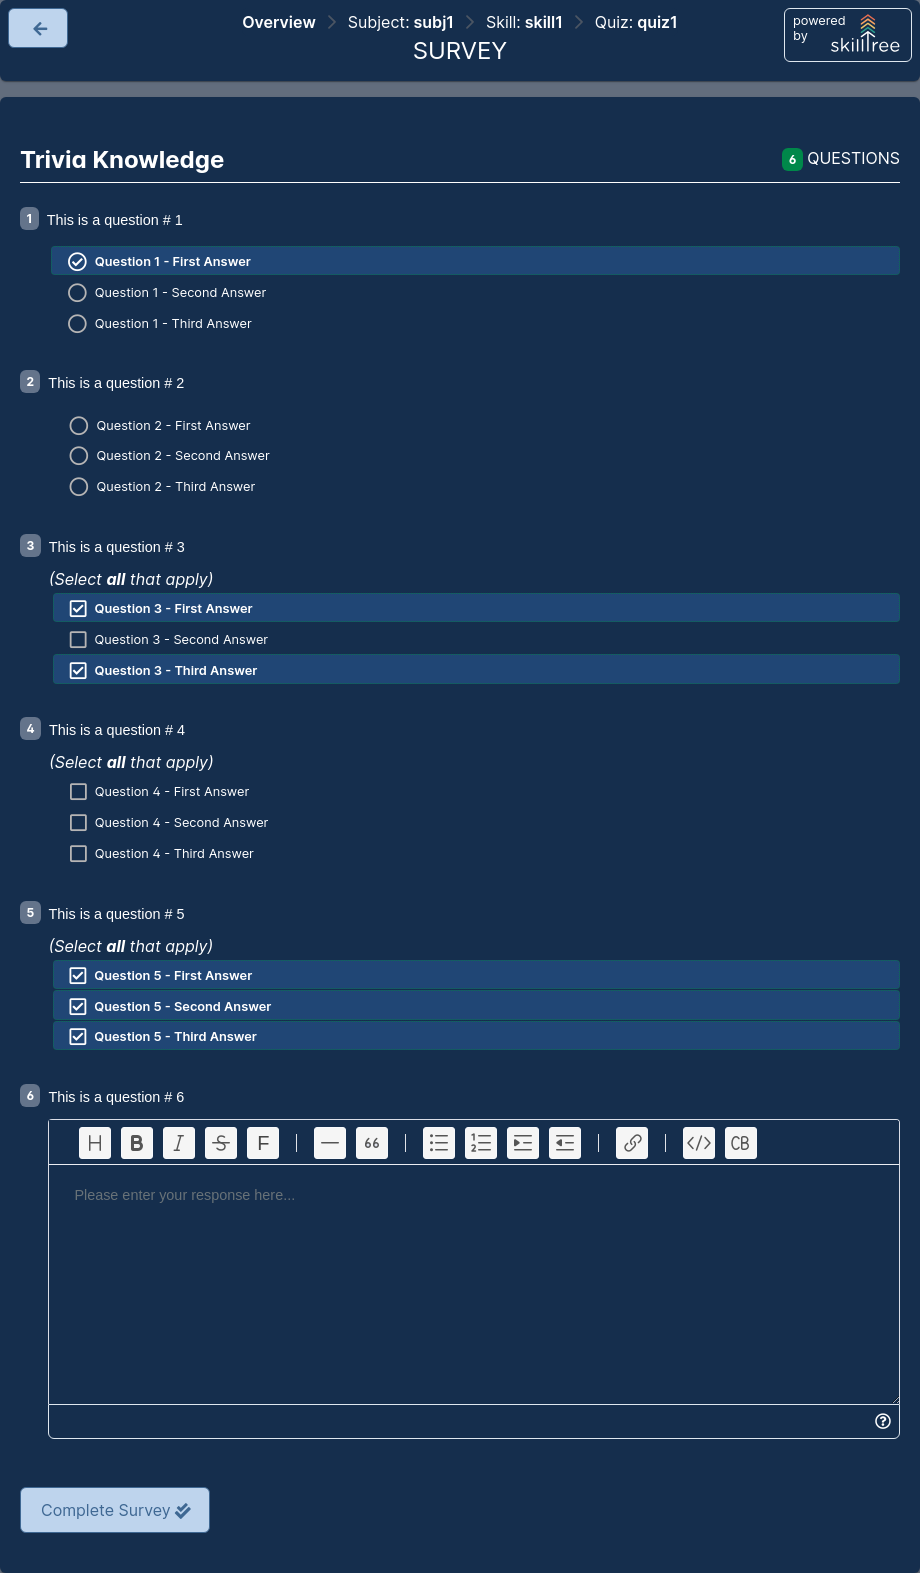 Overview Subject: subj1 Skill: skill1 Quiz: quiz1
SURVEY
powered
by
skilltree
Trivia Knowledge
6 QUESTIONS
1 This is a question # 1
Question 1 - First Answer
Question 1 - Second Answer
Question 1 - Third Answer
2 This is a question # 2
Question 2 - First Answer
Question 2 - Second Answer
Question 2 - Third Answer
3 This is a question # 3
(Select all that apply)
Question 3 - First Answer
Question 3 - Second Answer
Question 3 - Third Answer
4 This is a question # 4
(Select all that apply)
Question 4 - First Answer
Question 4 - Second Answer
Question 4 - Third Answer
5 This is a question # 5
(Select all that apply)
Question 5 - First Answer
Question 5 - Second Answer
Question 5 - Third Answer
6 This is a question # 6
H B I S F 66 </> CB
Please enter your response here...
Complete Survey